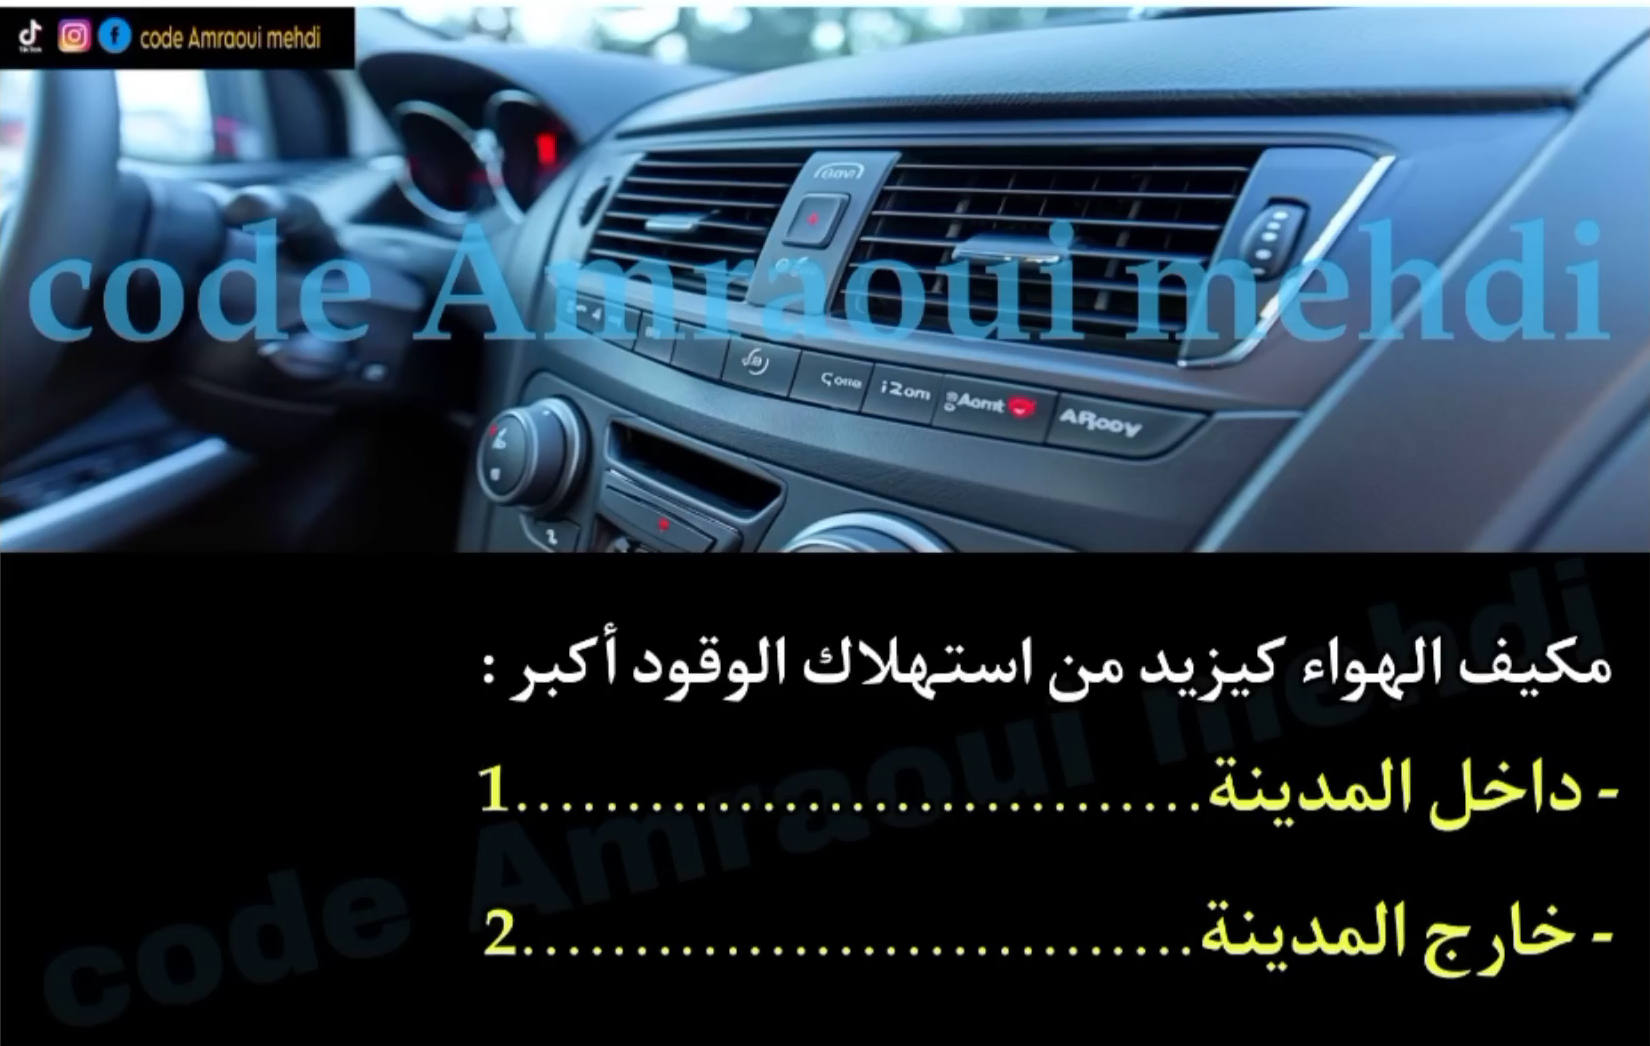 code Amraoui mehdi
code Amraoui mehdi
مكيف الهواء كيزيد من استهلاك الوقود أكبر :
- داخل المدينة...............................1
- خارج المدينة...............................2
code Amraoui mehdi